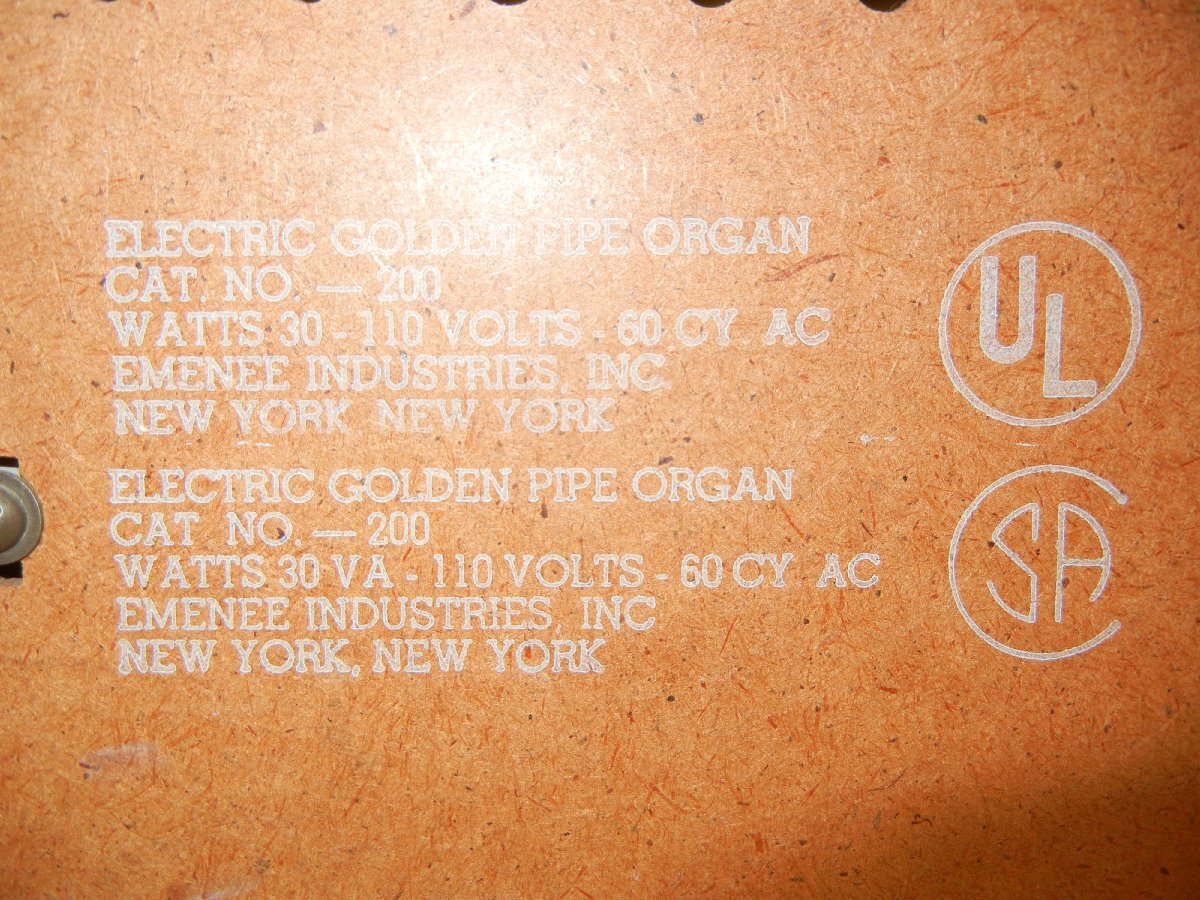 ELECTRIC GOLDEN PIPE ORGAN
CAT. NO. — 200
WATTS 30 - 110 VOLTS - 60 CY. AC
EMENEE INDUSTRIES, INC.
NEW YORK, NEW YORK
UL
ELECTRIC GOLDEN PIPE ORGAN
CAT. NO. — 200
WATTS 30 VA - 110 VOLTS - 60 CY AC
EMENEE INDUSTRIES, INC
NEW YORK, NEW YORK
CSA